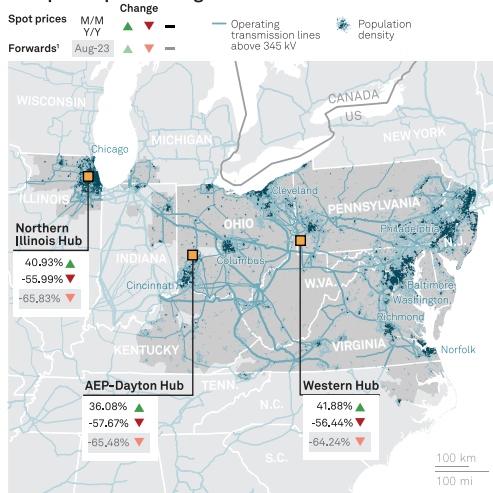 Spot prices M/M Y/Y
Change
Forwards¹ Aug-23
Operating transmission lines above 345 kV
Population density
WISCONSIN
CANADA
US
MICHIGAN
NEW YORK
Chicago
ILLINOIS
Cleveland
PENNSYLVANIA
OHIO
Philadelphia
N.J.
Northern
Illinois Hub
40.93%
-55.99%
-65.83%
INDIANA
Columbus
Cincinnati
W.VA.
Baltimore
Washington
Richmond
VIRGINIA
Norfolk
KENTUCKY
TENN.
N.C.
S.C.
AEP-Dayton Hub
36.08%
-57.67%
-65.48%
Western Hub
41.88%
-56.44%
-64.24%
100 km
100 mi